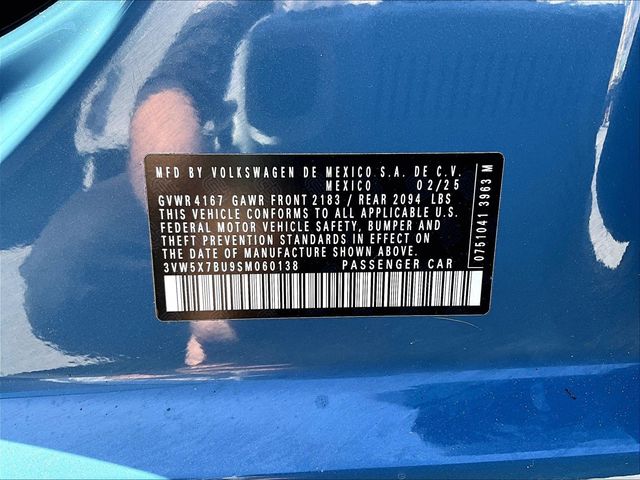 MFD BY VOLKSWAGEN DE MEXICO S.A. DE C.V.
MEXICO 02/25
GVWR 4167 GAWR FRONT 2183 / REAR 2094 LBS
THIS VEHICLE CONFORMS TO ALL APPLICABLE U.S.
FEDERAL MOTOR VEHICLE SAFETY, BUMPER AND
THEFT PREVENTION STANDARDS IN EFFECT ON
THE DATE OF MANUFACTURE SHOWN ABOVE.
3VW5X7BU9SM060138 PASSENGER CAR
0751041 3963 M